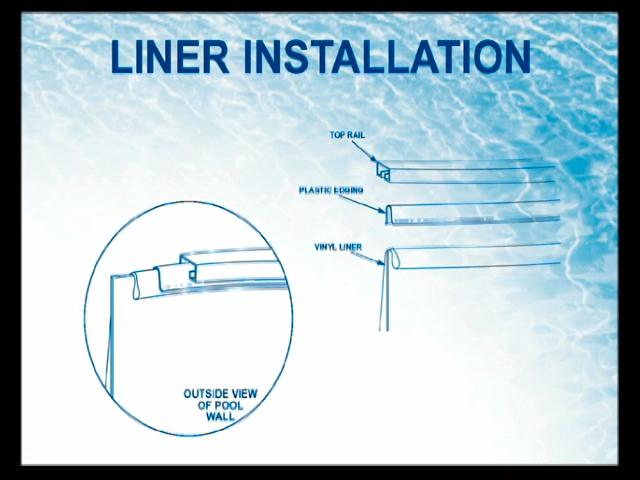 LINER INSTALLATION
TOP RAIL
PLASTIC EDGING
VINYL LINER
OUTSIDE VIEW
OF POOL
WALL